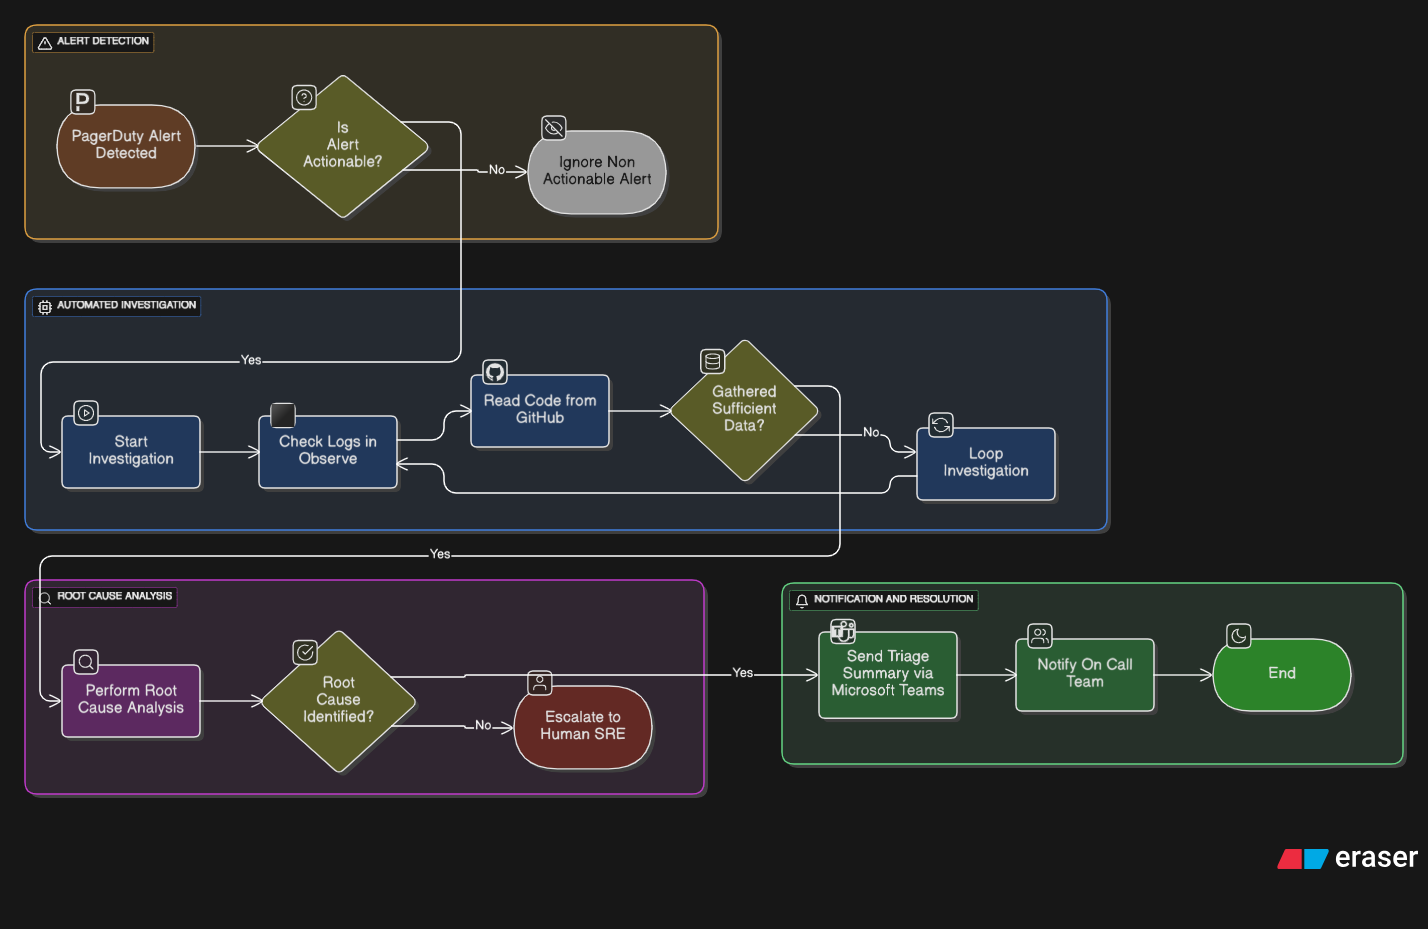 ALERT DETECTION
P
PagerDuty Alert
Detected
Is
Alert
Actionable?
No
Ignore Non
Actionable Alert
AUTOMATED INVESTIGATION
Yes
Start
Investigation
Check Logs in
Observe
Read Code from
GitHub
Gathered
Sufficient
Data?
No
Loop
Investigation
Yes
ROOT CAUSE ANALYSIS
Perform Root
Cause Analysis
Root
Cause
Identified?
No
Escalate to
Human SRE
Yes
NOTIFICATION AND RESOLUTION
T
Send Triage
Summary via
Microsoft Teams
Notify On Call
Team
End
eraser